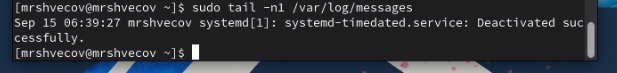 [mrshvecov@mrshvecov ~]$ sudo tail -n1 /var/log/messages
Sep 15 06:39:27 mrshvecov systemd[1]: systemd-timedated.service: Deactivated suc
cessfully.
[mrshvecov@mrshvecov ~]$